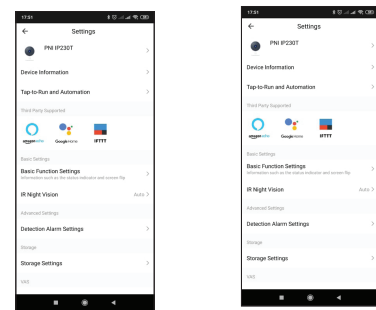 17:51
Settings
PNI IP230T
Device Information
Tap-to-Run and Automation
Third Party Supported
amazon echo
Google Home
IFTTT
Basic Settings
Basic Function Settings
Information such as the status indicator and screen flip
IR Night Vision
Auto
Advanced Settings
Detection Alarm Settings
Storage
Storage Settings
VAS
17:51
Settings
PNI IP230T
Device Information
Tap-to-Run and Automation
Third Party Supported
amazon echo
Google Home
IFTTT
Basic Settings
Basic Function Settings
Information such as the status indicator and screen flip
IR Night Vision
Auto
Advanced Settings
Detection Alarm Settings
Storage
Storage Settings
VAS